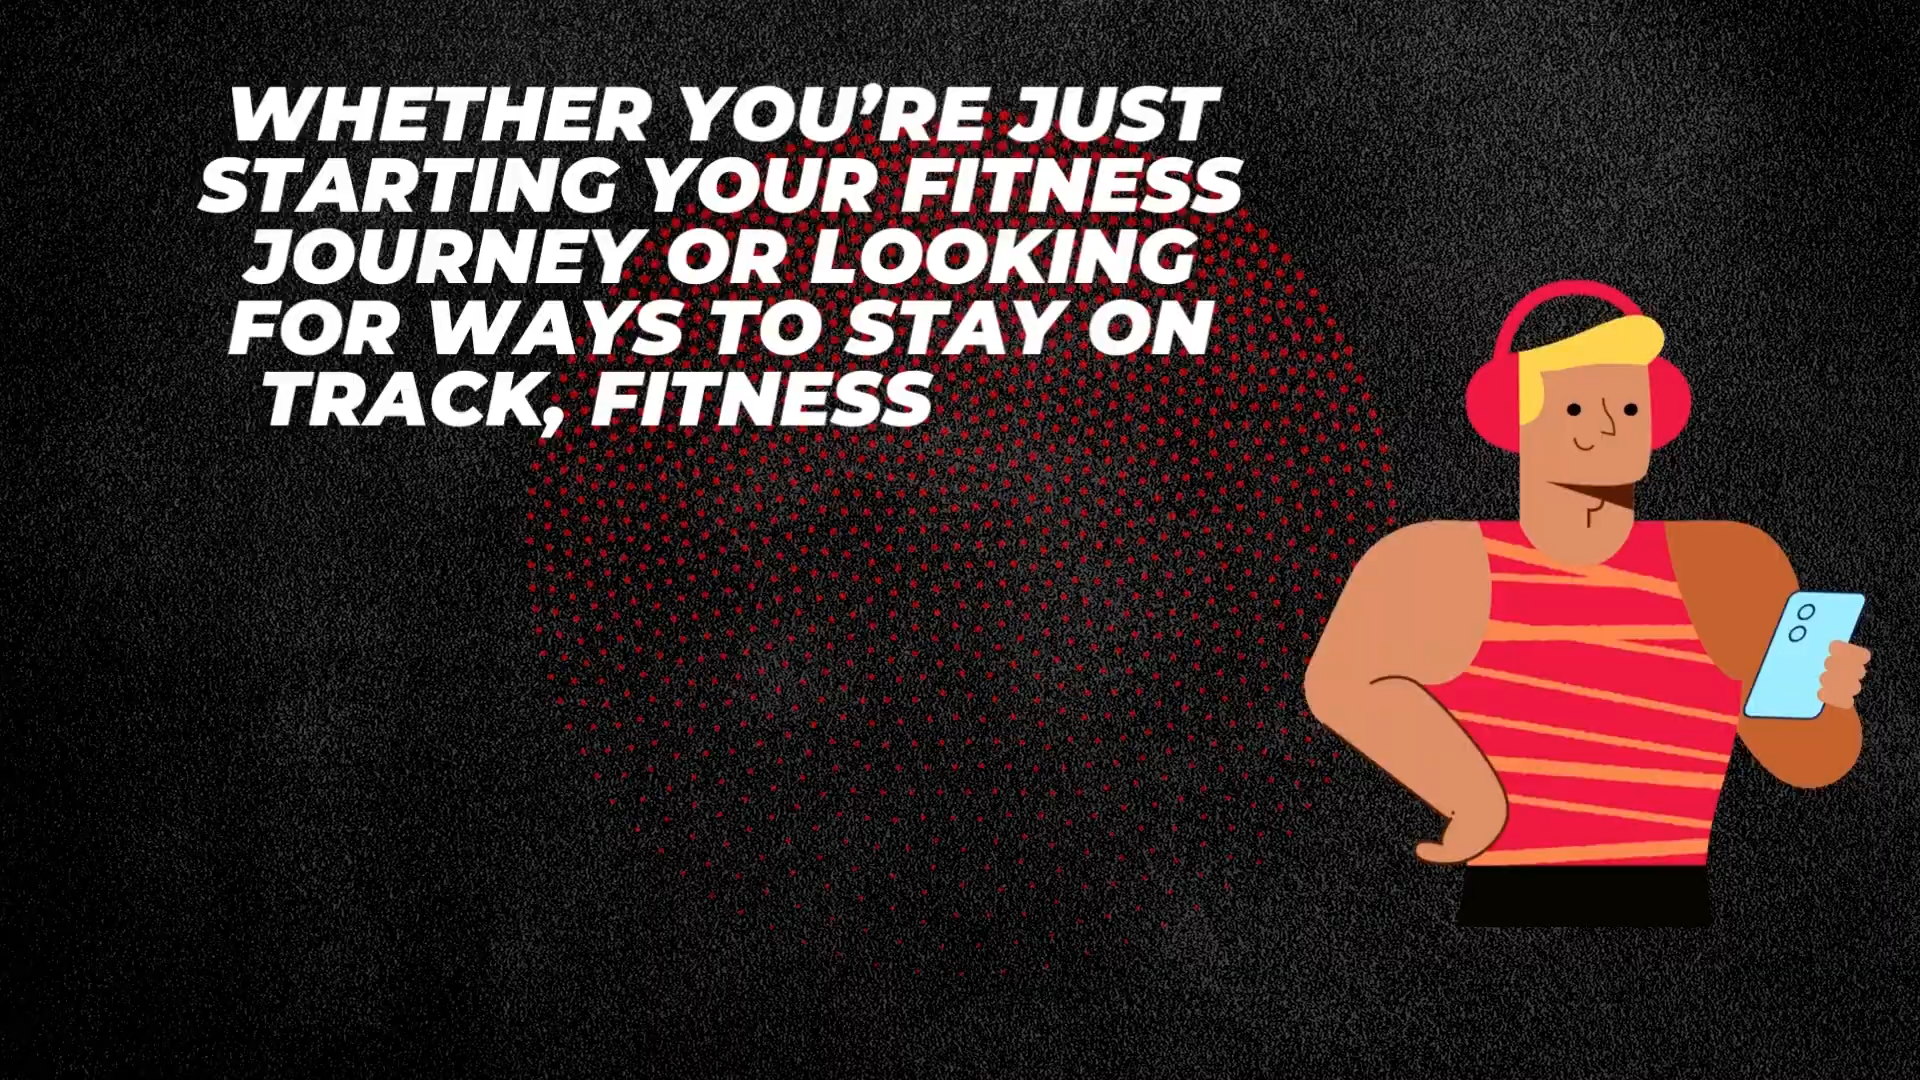 WHETHER YOU’RE JUST
STARTING YOUR FITNESS
JOURNEY OR LOOKING
FOR WAYS TO STAY ON
TRACK, FITNESS